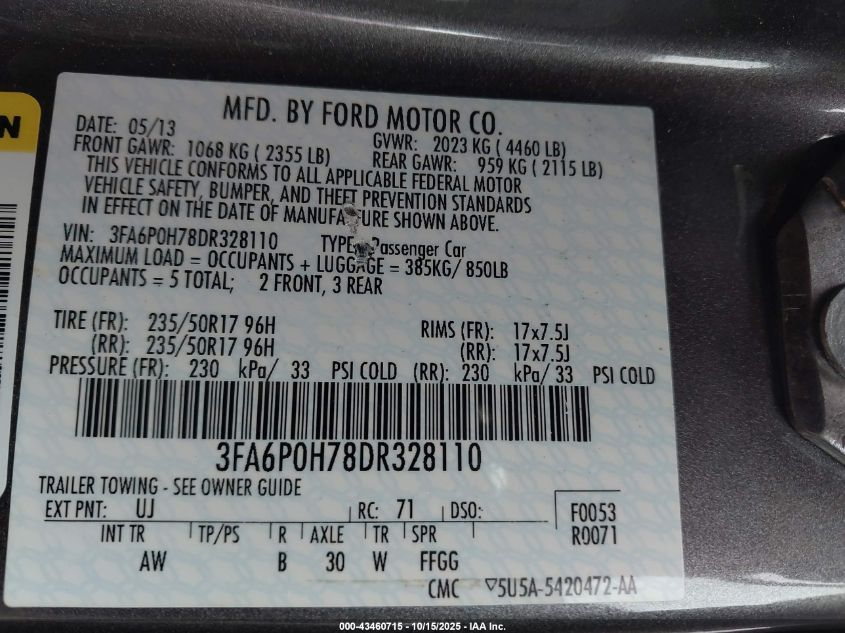 N
MFD. BY FORD MOTOR CO.
DATE: 05/13 GVWR: 2023 KG ( 4460 LB)
FRONT GAWR: 1068 KG ( 2355 LB) REAR GAWR: 959 KG ( 2115 LB)
THIS VEHICLE CONFORMS TO ALL APPLICABLE FEDERAL MOTOR
VEHICLE SAFETY, BUMPER, AND THEFT PREVENTION STANDARDS
IN EFFECT ON THE DATE OF MANUFACTURE SHOWN ABOVE.
VIN: 3FA6P0H78DR328110 TYPE: Passenger Car
MAXIMUM LOAD = OCCUPANTS + LUGGAGE = 385KG/ 850LB
OCCUPANTS = 5 TOTAL; 2 FRONT, 3 REAR
TIRE (FR): 235/50R17 96H RIMS (FR): 17x7.5J
(RR): 235/50R17 96H (RR): 17x7.5J
PRESSURE (FR): 230 kPa/ 33 PSI COLD (RR): 230 kPa/ 33 PSI COLD
3FA6P0H78DR328110
TRAILER TOWING - SEE OWNER GUIDE
EXT PNT: UJ RC: 71 DSO: F0053
INT TR TP/PS R AXLE TR SPR R0071
AW B 30 W FFGG
CMC ▽5U5A-5420472-AA
000-43460715 - 10/15/2025 - IAA Inc.